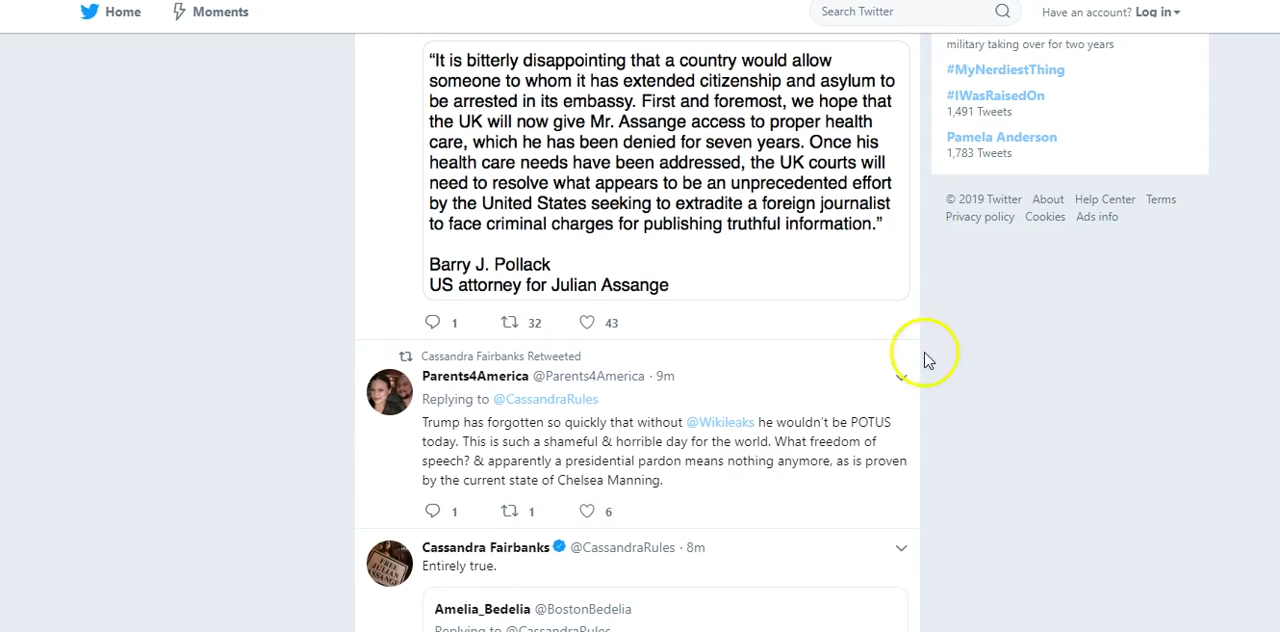 Home
Moments
Search Twitter
Have an account? Log in
“It is bitterly disappointing that a country would allow
someone to whom it has extended citizenship and asylum to
be arrested in its embassy. First and foremost, we hope that
the UK will now give Mr. Assange access to proper health
care, which he has been denied for seven years. Once his
health care needs have been addressed, the UK courts will
need to resolve what appears to be an unprecedented effort
by the United States seeking to extradite a foreign journalist
to face criminal charges for publishing truthful information.”
Barry J. Pollack
US attorney for Julian Assange
1 32 43
Cassandra Fairbanks Retweeted
Parents4America @Parents4America · 9m
Replying to @CassandraRules
Trump has forgotten so quickly that without @Wikileaks he wouldn't be POTUS
today. This is such a shameful & horrible day for the world. What freedom of
speech? & apparently a presidential pardon means nothing anymore, as is proven
by the current state of Chelsea Manning.
1 1 6
FREE
JULIAN
ASSANGE
Cassandra Fairbanks @CassandraRules · 8m
Entirely true.
Amelia_Bedelia @BostonBedelia
Replying to @CassandraRules
military taking over for two years
#MyNerdiestThing
#IWasRaisedOn
1,491 Tweets
Pamela Anderson
1,783 Tweets
© 2019 Twitter About Help Center Terms
Privacy policy Cookies Ads info